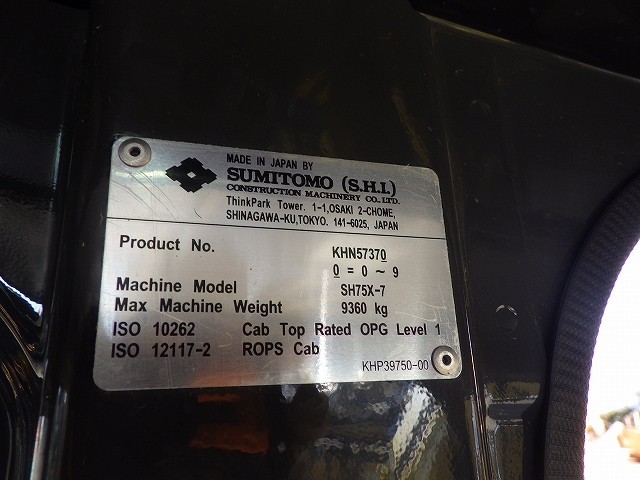 MADE IN JAPAN BY
SUMITOMO (S.H.I.)
CONSTRUCTION MACHINERY CO., LTD.
ThinkPark Tower. 1-1,OSAKI 2-CHOME,
SHINAGAWA-KU,TOKYO. 141-6025, JAPAN
Product No. KHN57370
0 = 0 ~ 9
Machine Model SH75X-7
Max Machine Weight 9360 kg
ISO 10262 Cab Top Rated OPG Level 1
ISO 12117-2 ROPS Cab
KHP39750-00